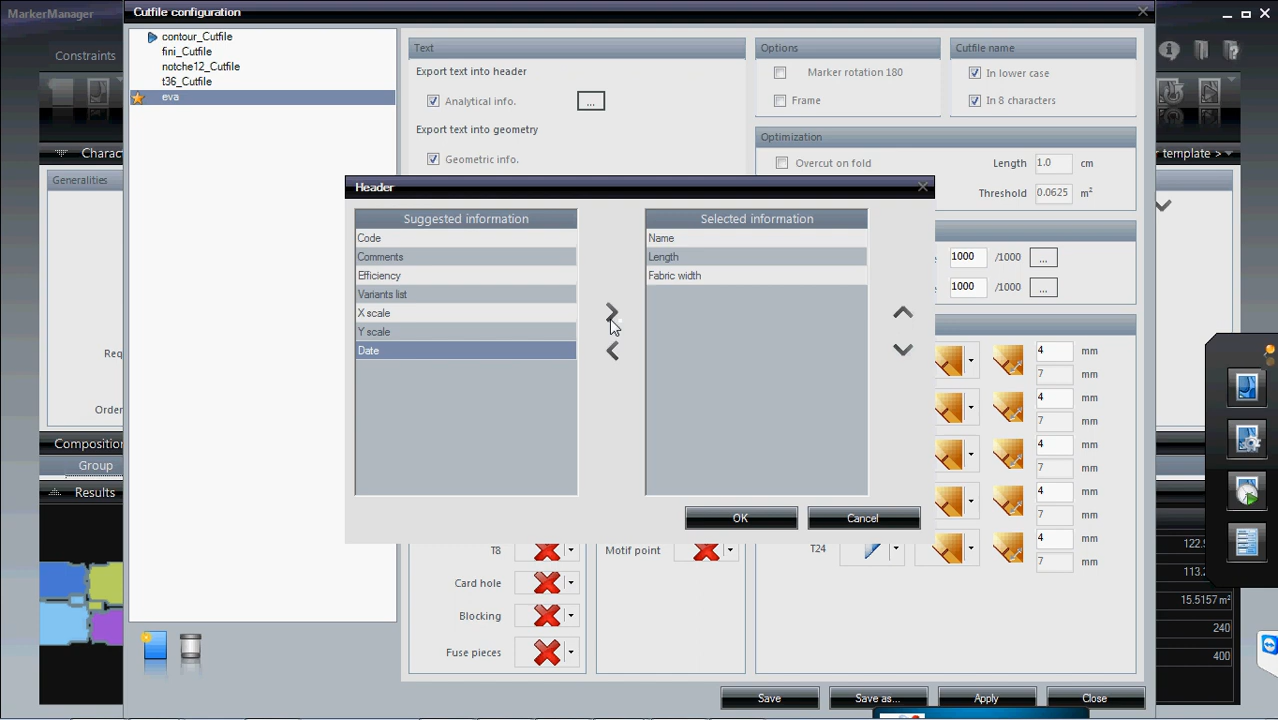 MarkerManager
Cutfile configuration
Constraints
contour_Cutfile
fini_Cutfile
notche12_Cutfile
t36_Cutfile
eva
Text
Export text into header
Analytical info.
...
Export text into geometry
Geometric info.
Options
Marker rotation 180
Frame
Cutfile name
In lower case
In 8 characters
Optimization
Overcut on fold
Length 1.0 cm
Threshold 0.0625 m²
Charac
template >
Generalities
Header
Suggested information
Code
Comments
Efficiency
Variants list
X scale
Y scale
Date
Selected information
Name
Length
Fabric width
OK
Cancel
1000 /1000 ...
1000 /1000 ...
4 mm
7 mm
4 mm
7 mm
4 mm
7 mm
4 mm
7 mm
T24
4 mm
7 mm
Req
Order
Composition
Group
Results
T8
Motif point
Card hole
Blocking
Fuse pieces
122.
113.
15.5157 m²
240
400
Save
Save as...
Apply
Close